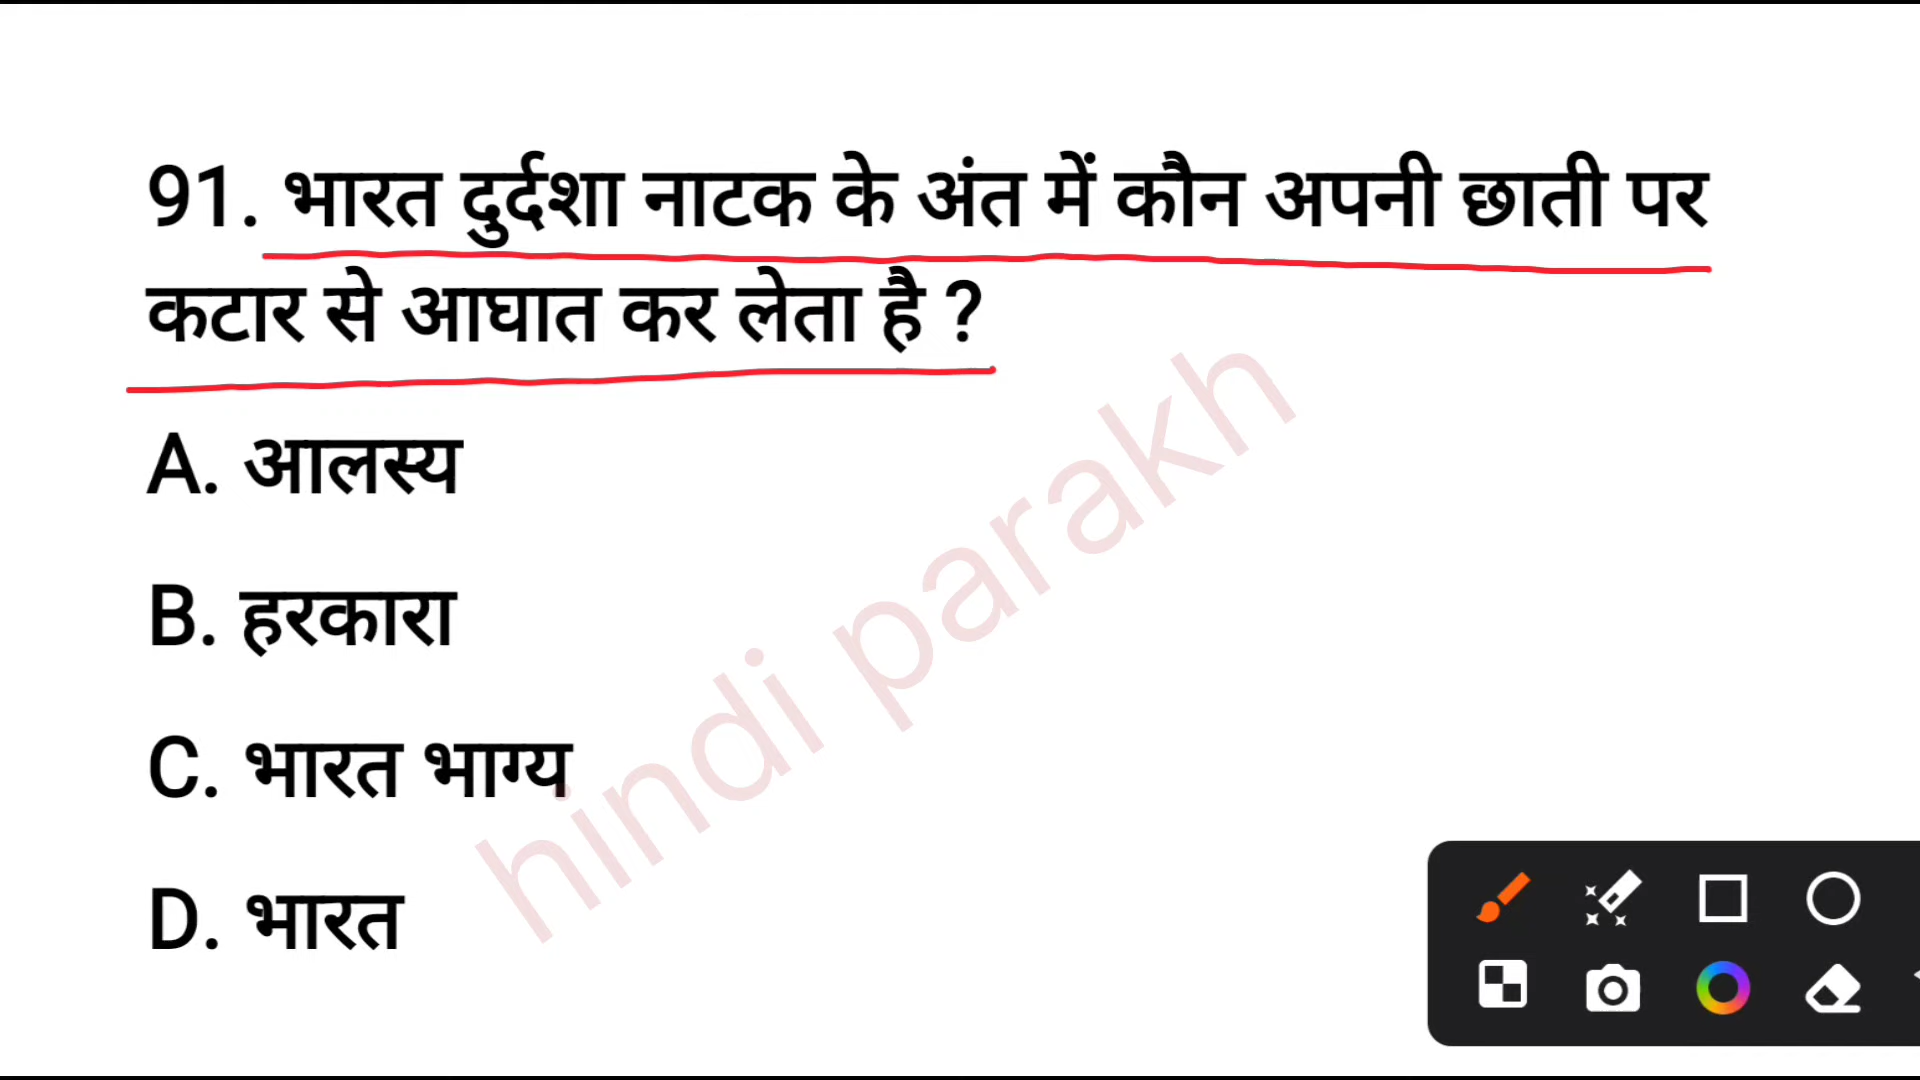 91. भारत दुर्दशा नाटक के अंत में कौन अपनी छाती पर
कटार से आघात कर लेता है ?
A. आलस्य
B. हरकारा
C. भारत भाग्य
D. भारत
hindi parakh